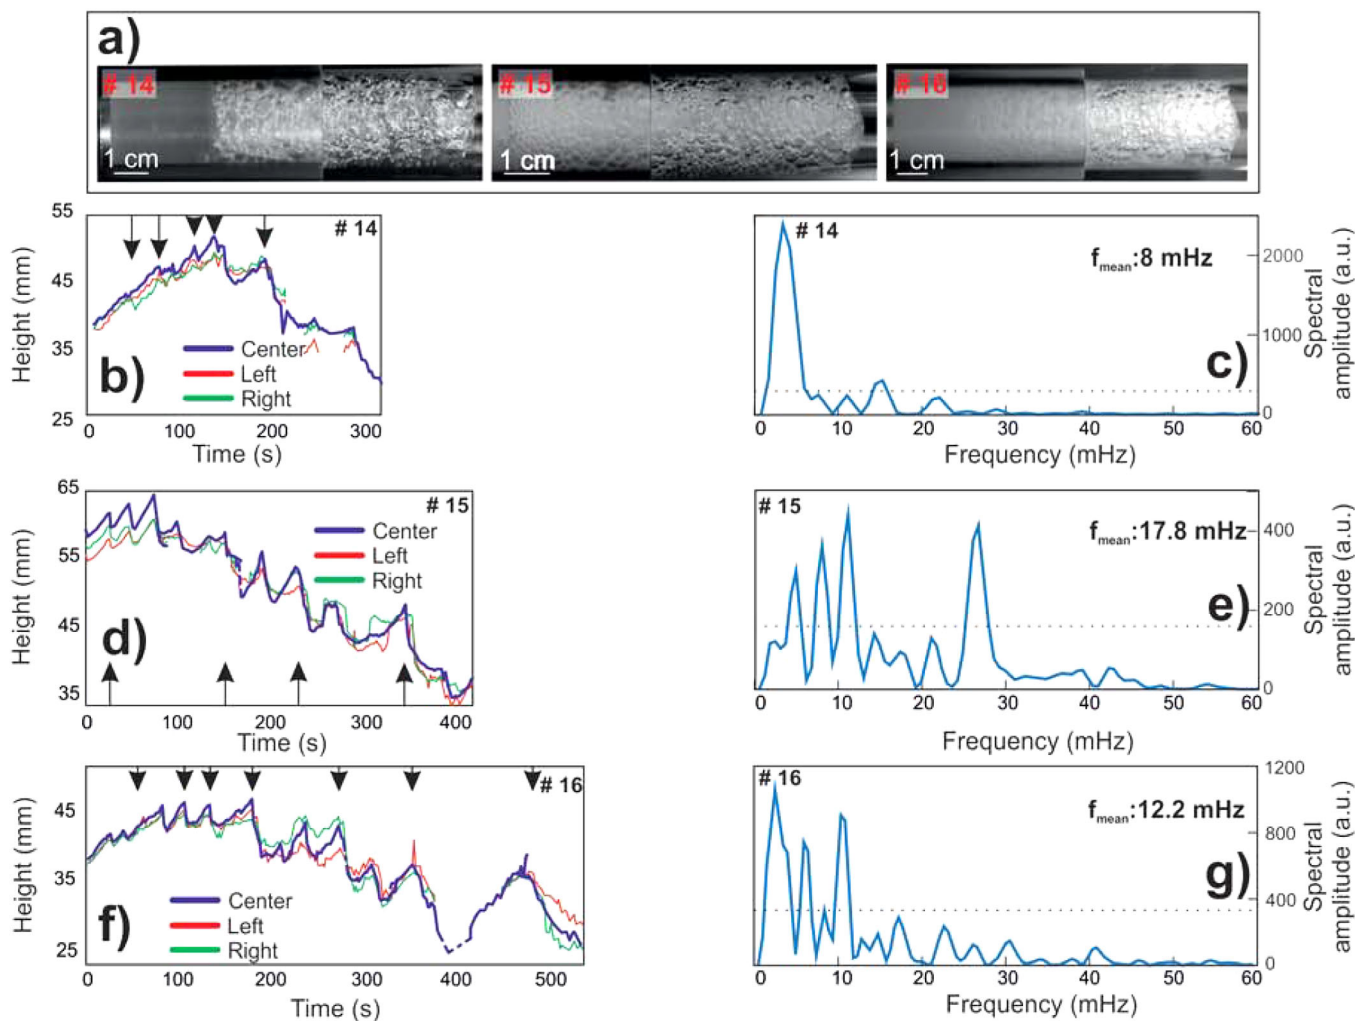 a)
# 14
1 cm
# 15
1 cm
# 16
1 cm
55
45
35
25
Height (mm)
# 14
Center
Left
Right
b)
0 100 200 300
Time (s)
# 14
fmean:8 mHz
c)
2000
1000
0
Spectral
amplitude (a.u.)
0 10 20 30 40 50 60
Frequency (mHz)
65
55
45
35
Height (mm)
# 15
Center
Left
Right
d)
0 100 200 300 400
Time (s)
# 15
fmean:17.8 mHz
e)
400
200
0
Spectral
amplitude (a.u.)
0 10 20 30 40 50 60
Frequency (mHz)
45
35
25
Height (mm)
# 16
Center
Left
Right
f)
0 100 200 300 400 500
Time (s)
# 16
fmean:12.2 mHz
g)
1200
800
400
0
Spectral
amplitude (a.u.)
0 10 20 30 40 50 60
Frequency (mHz)